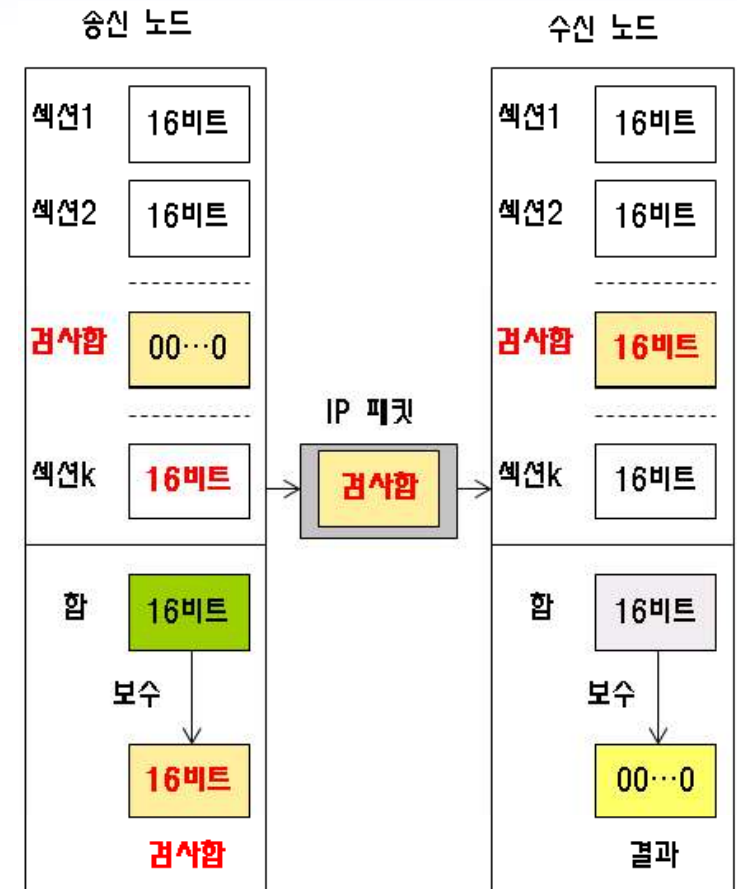 송신 노드
섹션1
16비트
섹션2
16비트
검사합
00…0
섹션k
16비트
합
16비트
보수
16비트
검사합
IP 패킷
검사합
수신 노드
섹션1
16비트
섹션2
16비트
검사합
16비트
섹션k
16비트
합
16비트
보수
00…0
결과